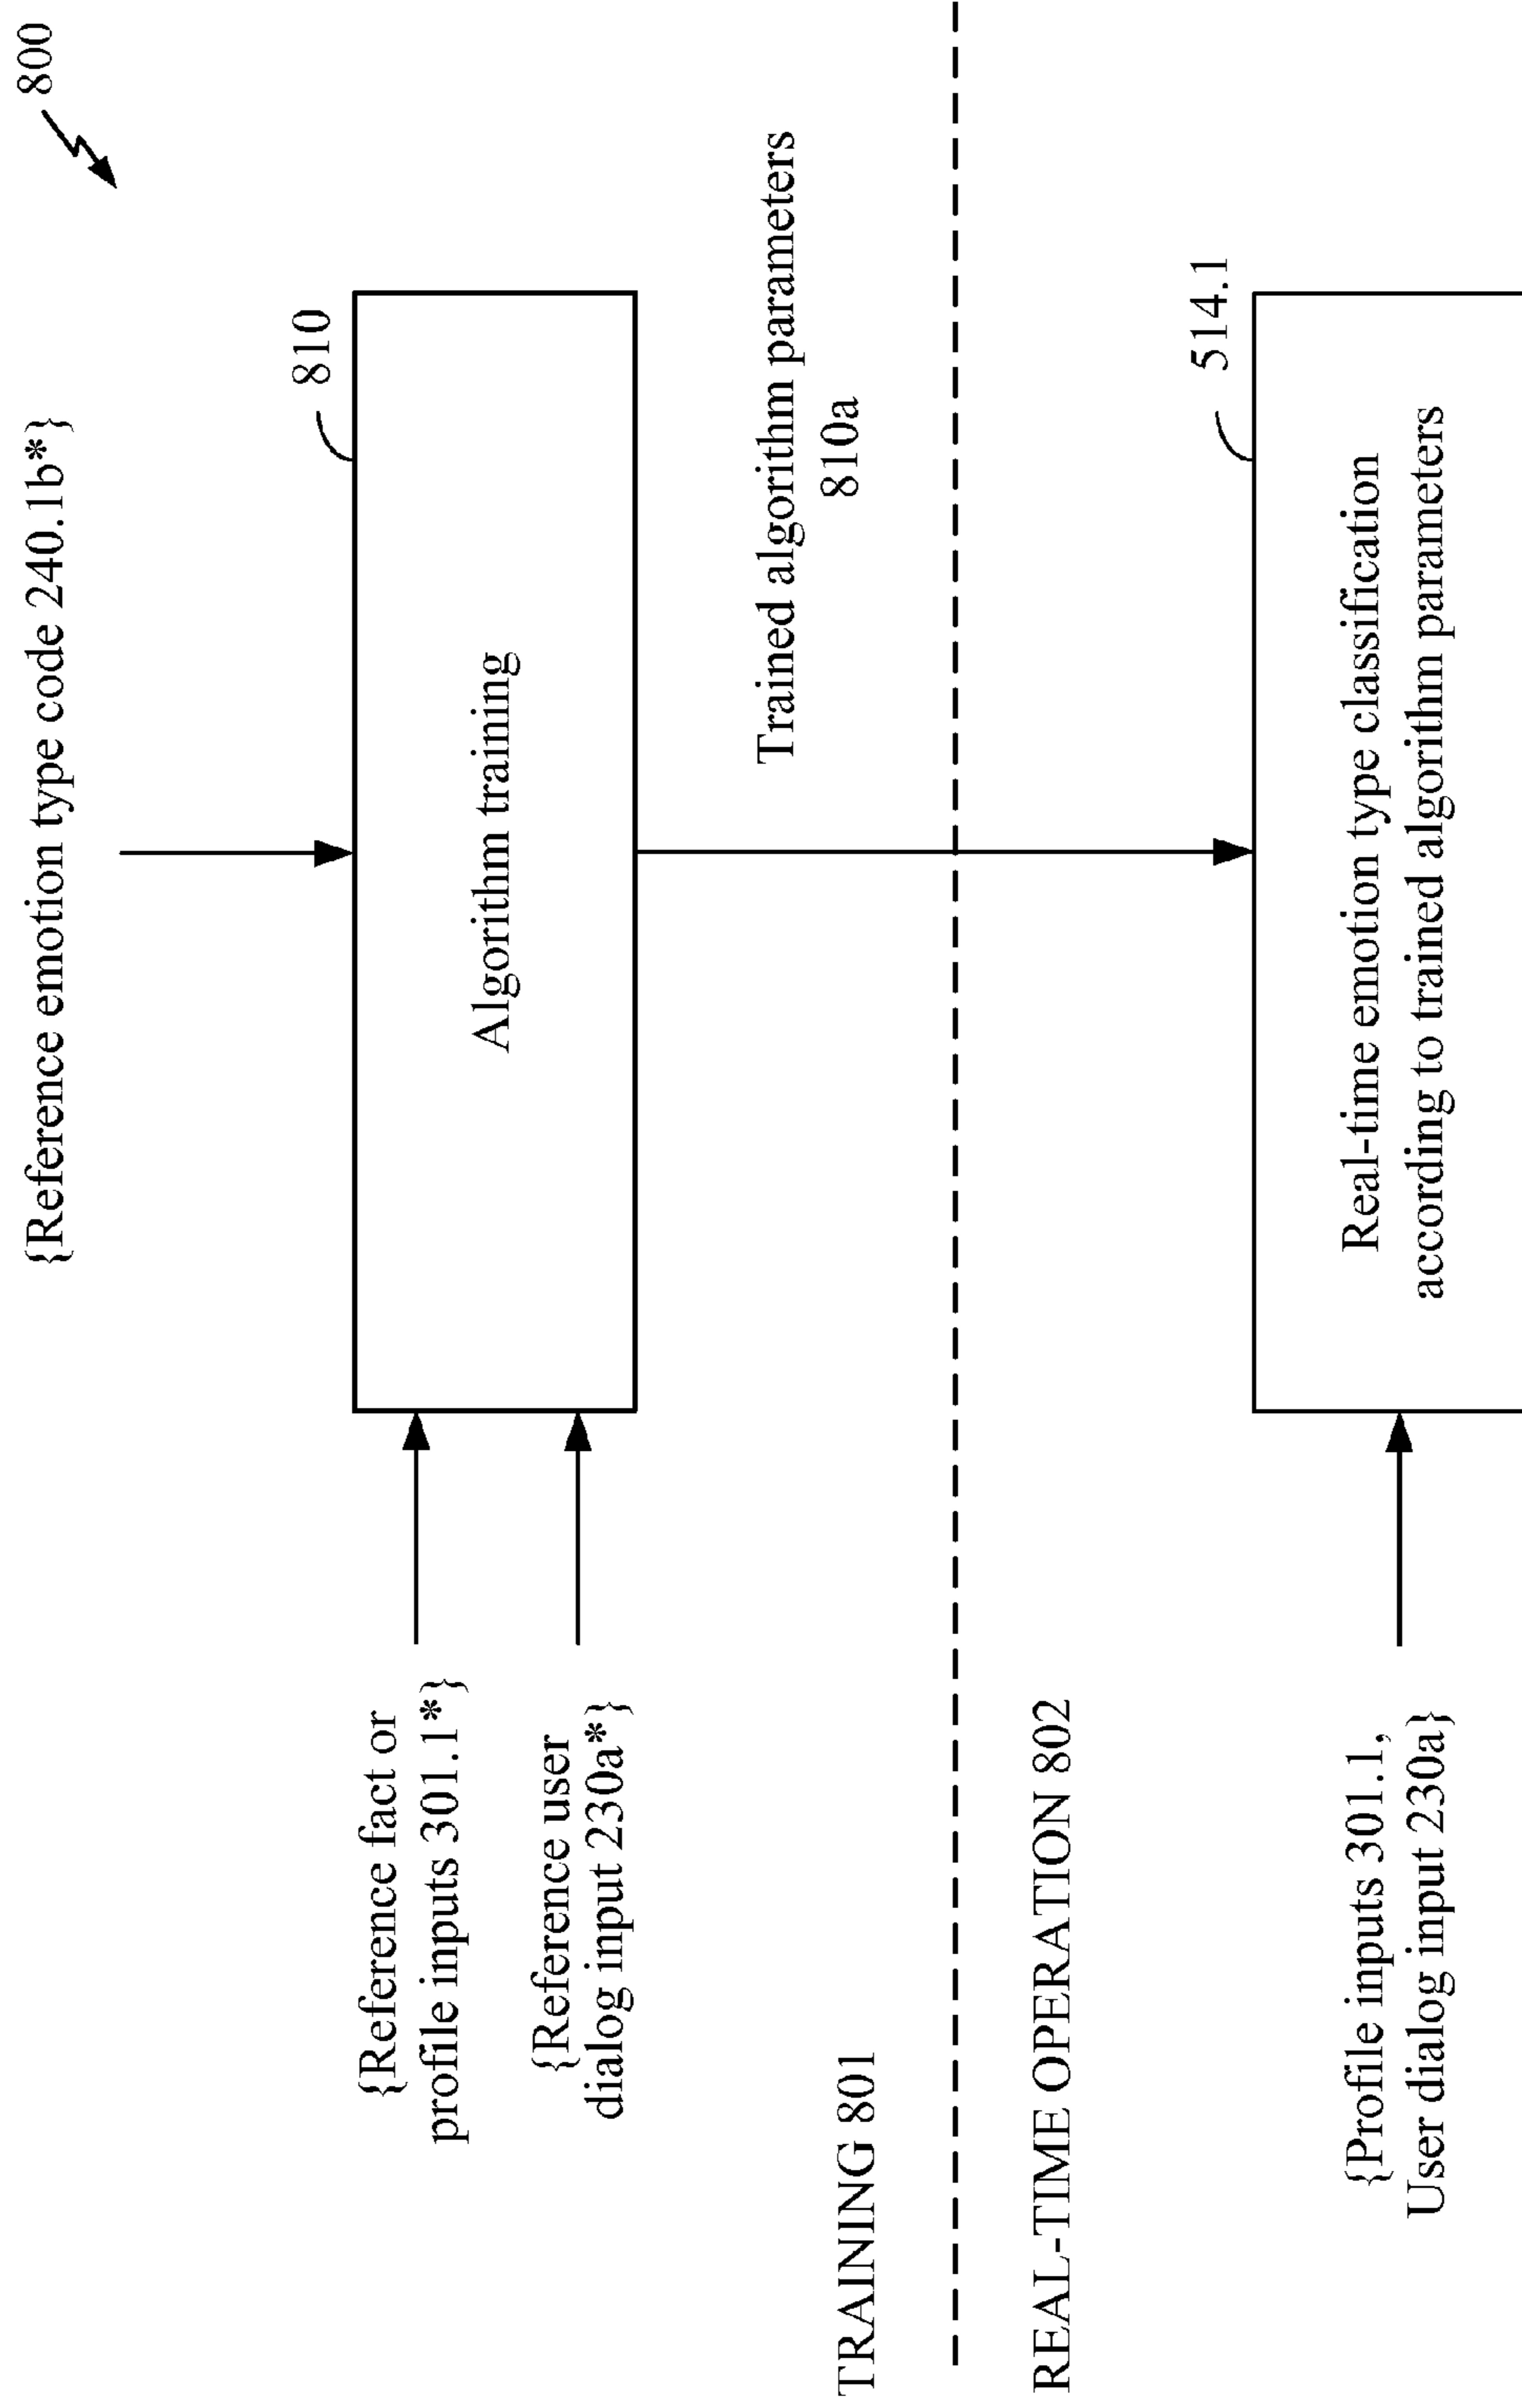 800
{Reference emotion type code 240.1b*}
810
{Reference fact or
profile inputs 301.1*}
Algorithm training
{Reference user
dialog input 230a*}
Trained algorithm parameters
810a
TRAINING 801
REAL-TIME OPERATION 802
514.1
{Profile inputs 301.1,
User dialog input 230a}
Real-time emotion type classification
according to trained algorithm parameters